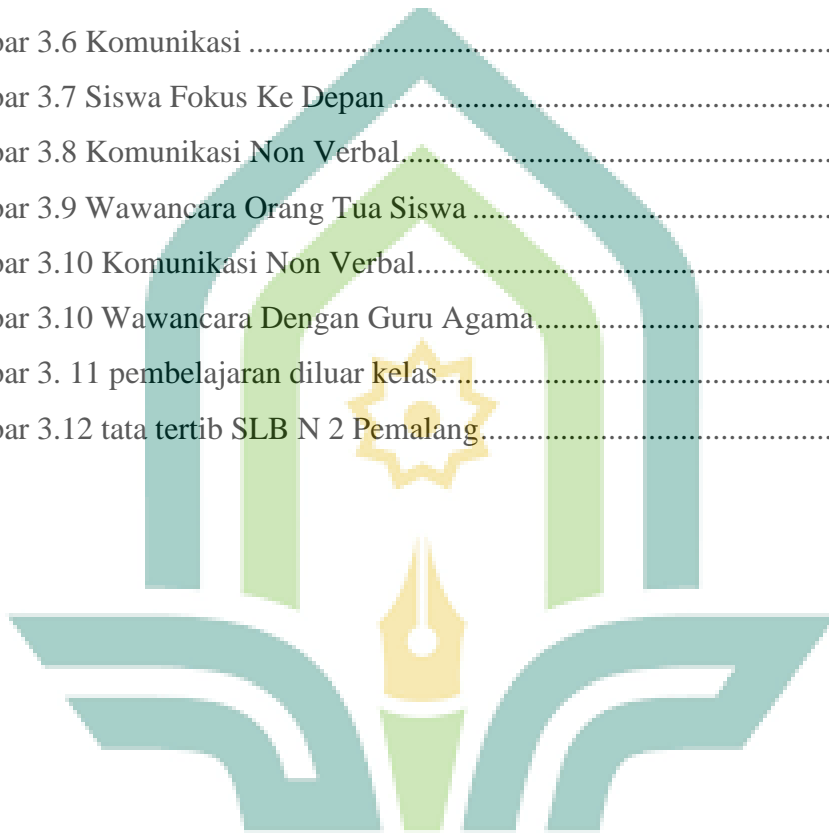 bar 3.6 Komunikasi ..........................................................................
bar 3.7 Siswa Fokus Ke Depan .......................................................
bar 3.8 Komunikasi Non Verbal......................................................
bar 3.9 Wawancara Orang Tua Siswa .............................................
bar 3.10 Komunikasi Non Verbal....................................................
bar 3.10 Wawancara Dengan Guru Agama.....................................
bar 3. 11 pembelajaran diluar kelas.................................................
bar 3.12 tata tertib SLB N 2 Pemalang............................................